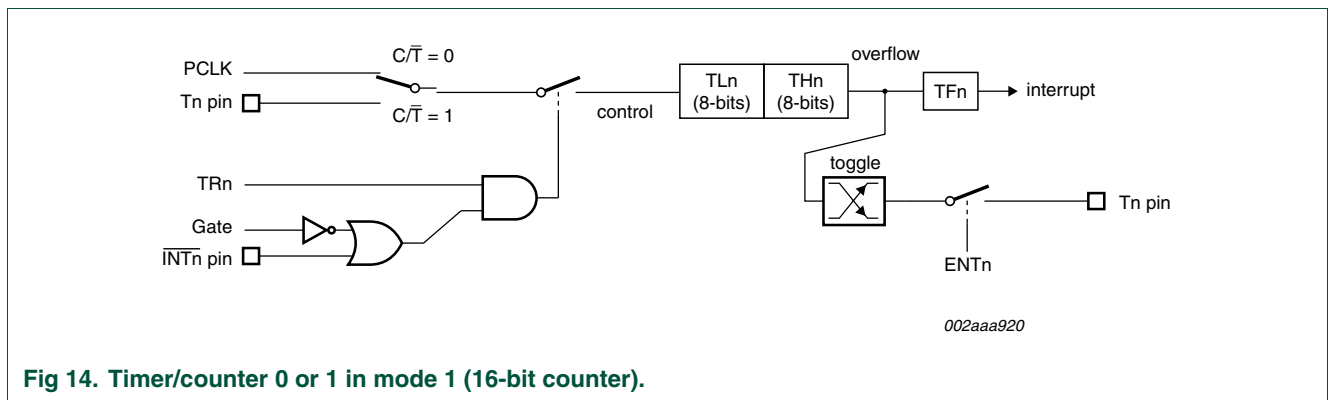 C/T̅ = 0
PCLK
Tn pin
C/T̅ = 1
control
TLn
(8-bits)
THn
(8-bits)
overflow
TFn
interrupt
toggle
Tn pin
ENTn
TRn
Gate
I̅N̅T̅n̅ pin
002aaa920
Fig 14. Timer/counter 0 or 1 in mode 1 (16-bit counter).